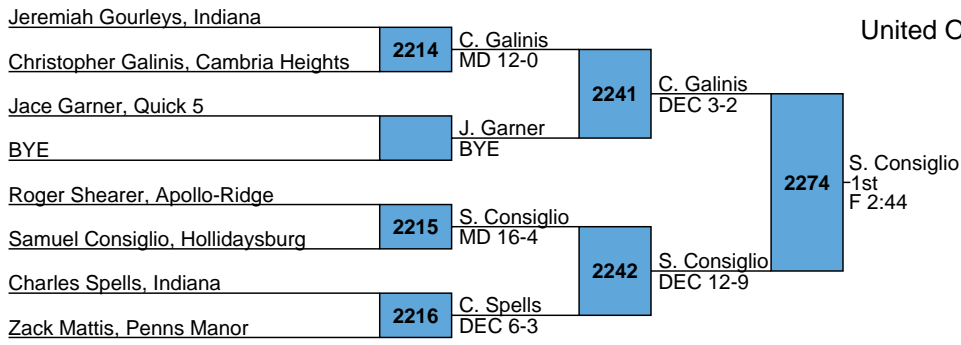 Jeremiah Gourleys, Indiana
2214
C. Galinis
MD 12-0
Christopher Galinis, Cambria Heights
2241
C. Galinis
DEC 3-2
Jace Garner, Quick 5
J. Garner
BYE
BYE
2274
S. Consiglio
1st
F 2:44
Roger Shearer, Apollo-Ridge
2215
S. Consiglio
MD 16-4
Samuel Consiglio, Hollidaysburg
2242
S. Consiglio
DEC 12-9
Charles Spells, Indiana
2216
C. Spells
DEC 6-3
Zack Mattis, Penns Manor
United